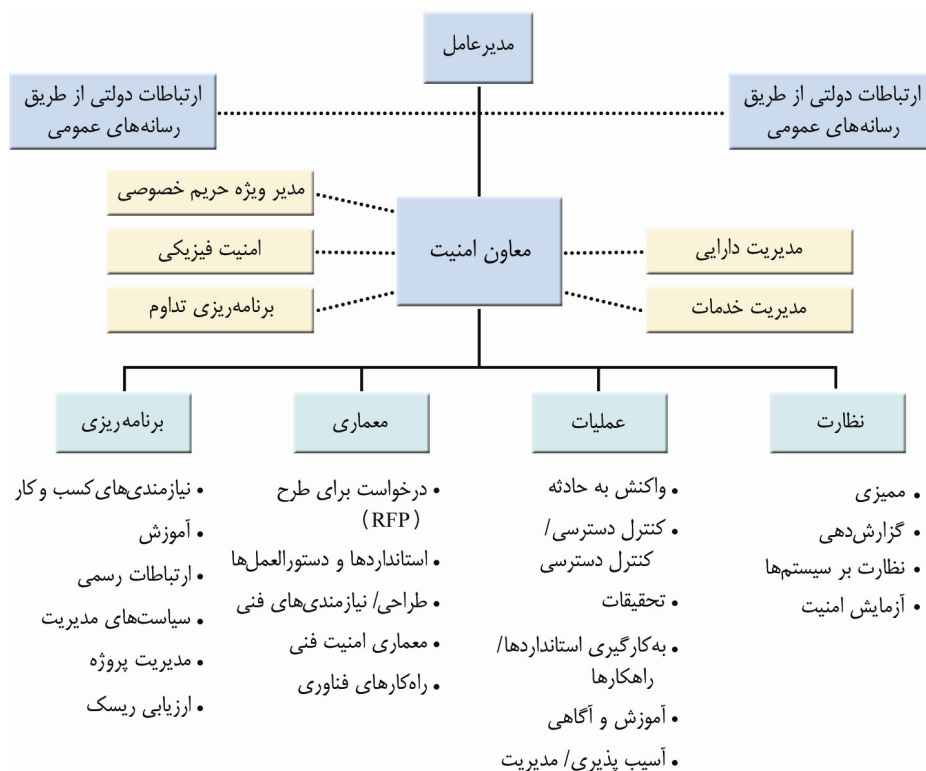 مدیرعامل
ارتباطات دولتی از طریق
رسانه‌های عمومی
ارتباطات دولتی از طریق
رسانه‌های عمومی
معاون امنیت
مدیریت دارایی
مدیریت خدمات
مدیر ویژه حریم خصوصی
امنیت فیزیکی
برنامه‌ریزی تداوم
نظارت
• ممیزی
• گزارش‌دهی
• نظارت بر سیستم‌ها
• آزمایش امنیت
عملیات
• واکنش به حادثه
• کنترل دسترسی/
کنترل دسترسی
• تحقیقات
• به‌کارگیری استانداردها/
راهکارها
• آموزش و آگاهی
• آسیب پذیری/ مدیریت
معماری
• درخواست برای طرح
(RFP)
• استانداردها و دستورالعمل‌ها
• طراحی/ نیازمندی‌های فنی
• معماری امنیت فنی
• راه‌کارهای فناوری
برنامه‌ریزی
• نیازمندی‌های کسب و کار
• آموزش
• ارتباطات رسمی
• سیاست‌های مدیریت
• مدیریت پروژه
• ارزیابی ریسک